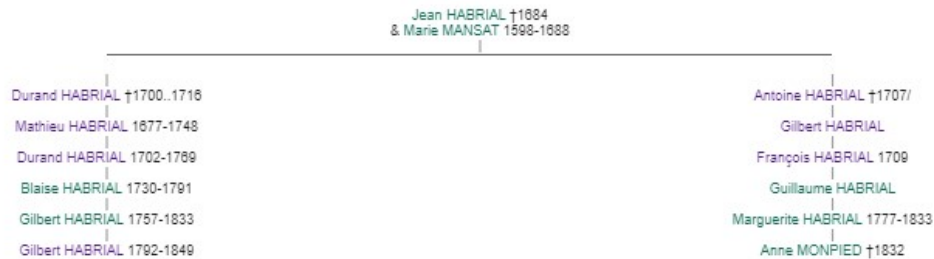 Jean HABRIAL †1684
& Marie MANSAT 1598-1688
Durand HABRIAL †1700..1716
Antoine HABRIAL †1707/
Mathieu HABRIAL 1677-1748
Gilbert HABRIAL
Durand HABRIAL 1702-1769
François HABRIAL 1709
Blaise HABRIAL 1730-1791
Guillaume HABRIAL
Gilbert HABRIAL 1757-1833
Marguerite HABRIAL 1777-1833
Gilbert HABRIAL 1792-1849
Anne MONPIED †1832